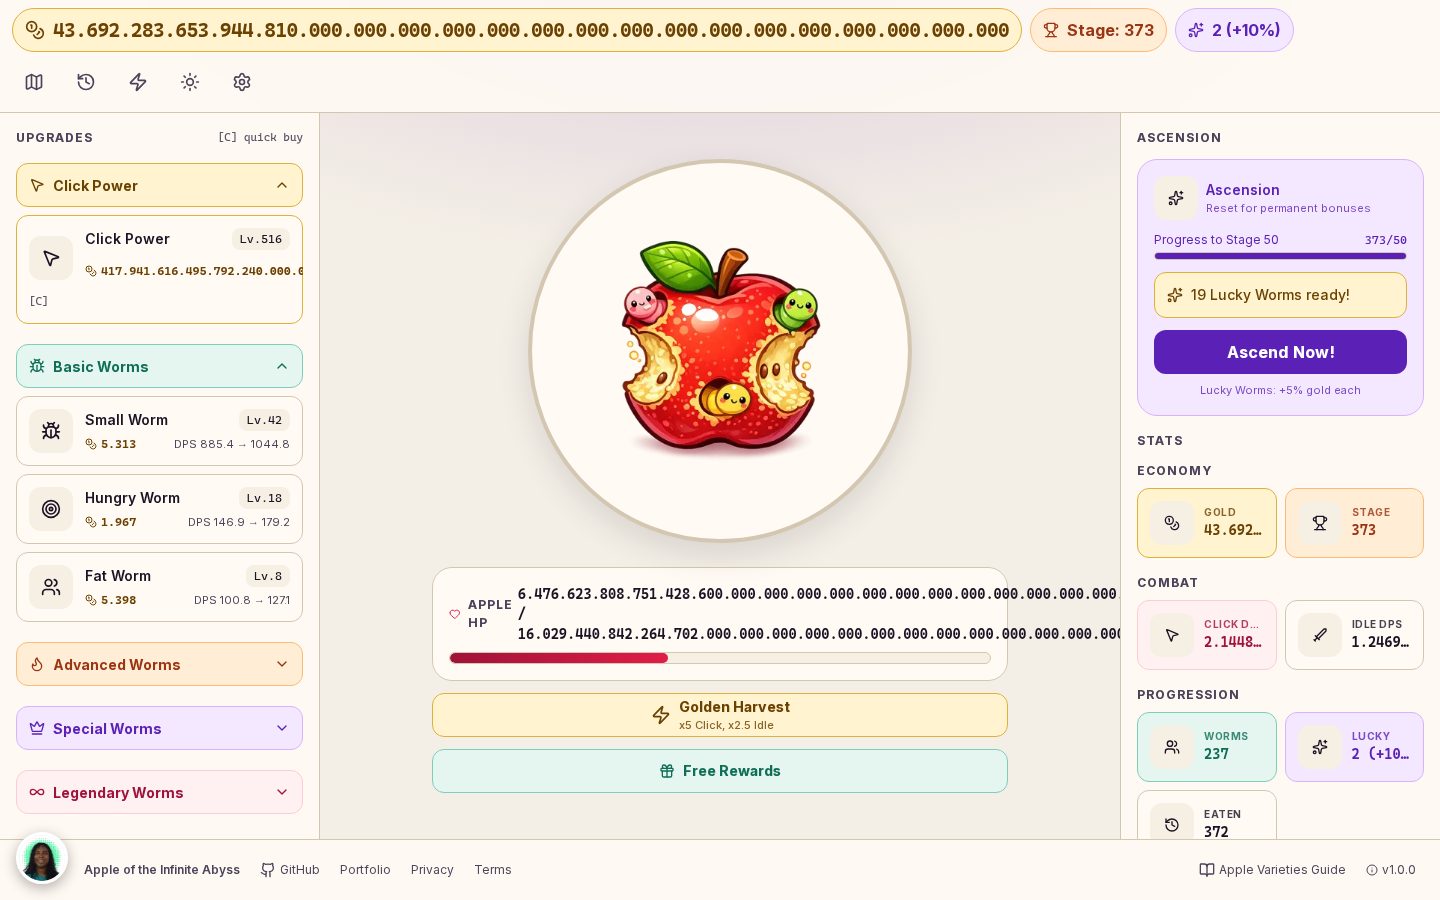 43.692.283.653.944.810.000.000.000.000.000.000.000.000.000.000.000.000.000.000.000.000
Stage: 373
2 (+10%)
UPGRADES
[C] quick buy
Click Power
Click Power
Lv.516
417.941.616.495.792.240.000.0
[C]
Basic Worms
Small Worm
Lv.42
5.313
DPS 885.4 → 1044.8
Hungry Worm
Lv.18
1.967
DPS 146.9 → 179.2
Fat Worm
Lv.8
5.398
DPS 100.8 → 127.1
Advanced Worms
Special Worms
Legendary Worms
APPLE HP
6.476.623.808.751.428.600.000.000.000.000.000.000.000.000.000.000.000.
/
16.029.440.842.264.702.000.000.000.000.000.000.000.000.000.000.000.000
Golden Harvest
x5 Click, x2.5 Idle
Free Rewards
ASCENSION
Ascension
Reset for permanent bonuses
Progress to Stage 50
373/50
19 Lucky Worms ready!
Ascend Now!
Lucky Worms: +5% gold each
STATS
ECONOMY
GOLD
43.692…
STAGE
373
COMBAT
CLICK D…
2.1448…
IDLE DPS
1.2469…
PROGRESSION
WORMS
237
LUCKY
2 (+10…
EATEN
372
Apple of the Infinite Abyss
GitHub
Portfolio
Privacy
Terms
Apple Varieties Guide
v1.0.0